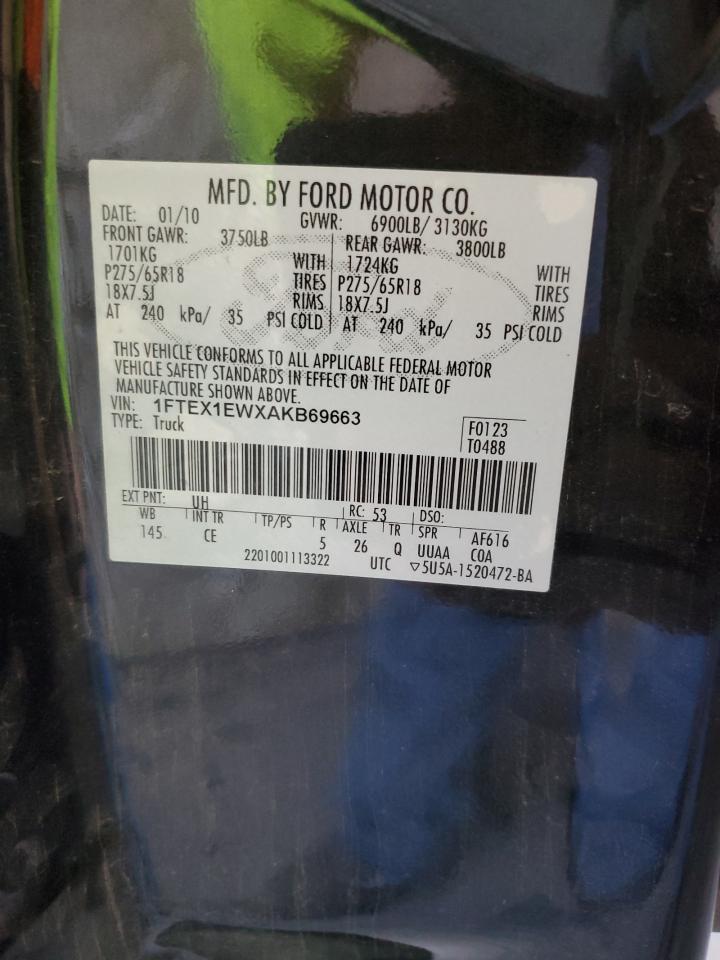 MFD. BY FORD MOTOR CO.
DATE: 01/10 GVWR: 6900LB/ 3130KG
FRONT GAWR: 3750LB REAR GAWR: 3800LB
1701KG WITH 1724KG WITH
P275/65R18 TIRES P275/65R18 TIRES
18X7.5J RIMS 18X7.5J RIMS
AT 240 kPa/ 35 PSI COLD AT 240 kPa/ 35 PSI COLD
Ford
THIS VEHICLE CONFORMS TO ALL APPLICABLE FEDERAL MOTOR
VEHICLE SAFETY STANDARDS IN EFFECT ON THE DATE OF
MANUFACTURE SHOWN ABOVE.
VIN: 1FTEX1EWXAKB69663
TYPE: Truck F0123
T0488
EXT PNT: UH RC: 53 DSO:
WB INT TR TP/PS R AXLE TR SPR AF616
145 CE 5 26 Q UUAA COA
2201001113322 UTC ▽5U5A-1520472-BA